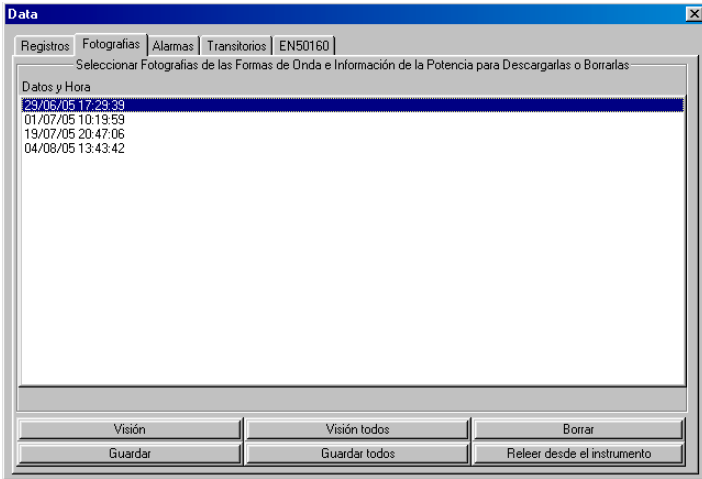 Data
Registros Fotografias Alarmas Transitorios EN50160
Seleccionar Fotografias de las Formas de Onda e Información de la Potencia para Descargarlas o Borrarlas
Datos y Hora
29/06/05 17:29:39
01/07/05 10:19:59
19/07/05 20:47:06
04/08/05 13:43:42
Visión Visión todos Borrar
Guardar Guardar todos Releer desde el instrumento